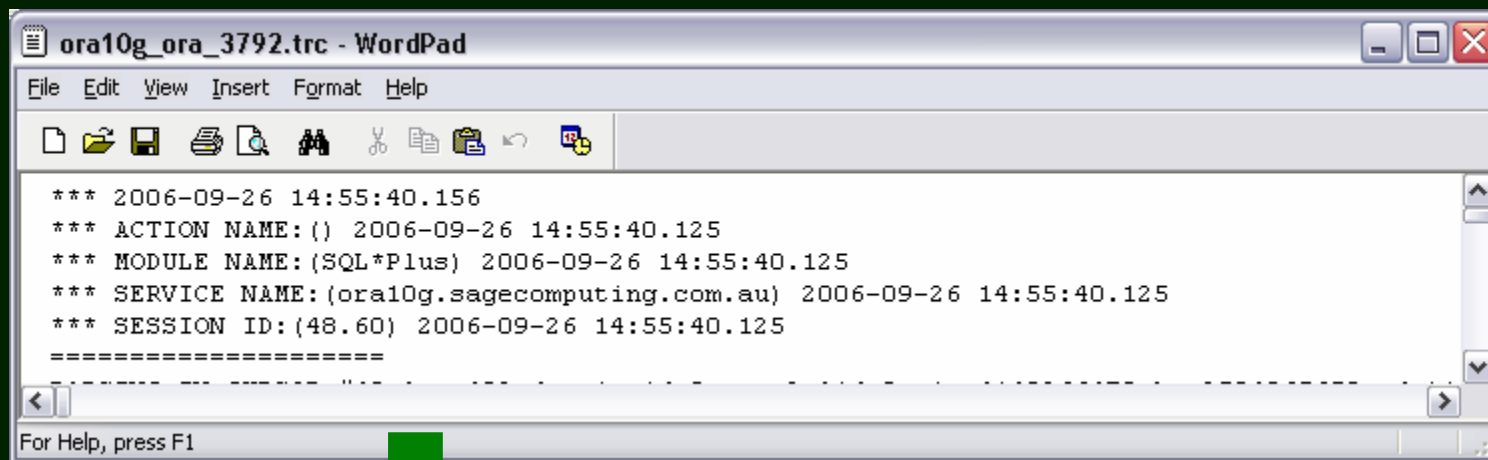 ora10g_ora_3792.trc - WordPad
File Edit View Insert Format Help
*** 2006-09-26 14:55:40.156
*** ACTION NAME:() 2006-09-26 14:55:40.125
*** MODULE NAME:(SQL*Plus) 2006-09-26 14:55:40.125
*** SERVICE NAME:(ora10g.sagecomputing.com.au) 2006-09-26 14:55:40.125
*** SESSION ID:(48.60) 2006-09-26 14:55:40.125
=====================
For Help, press F1